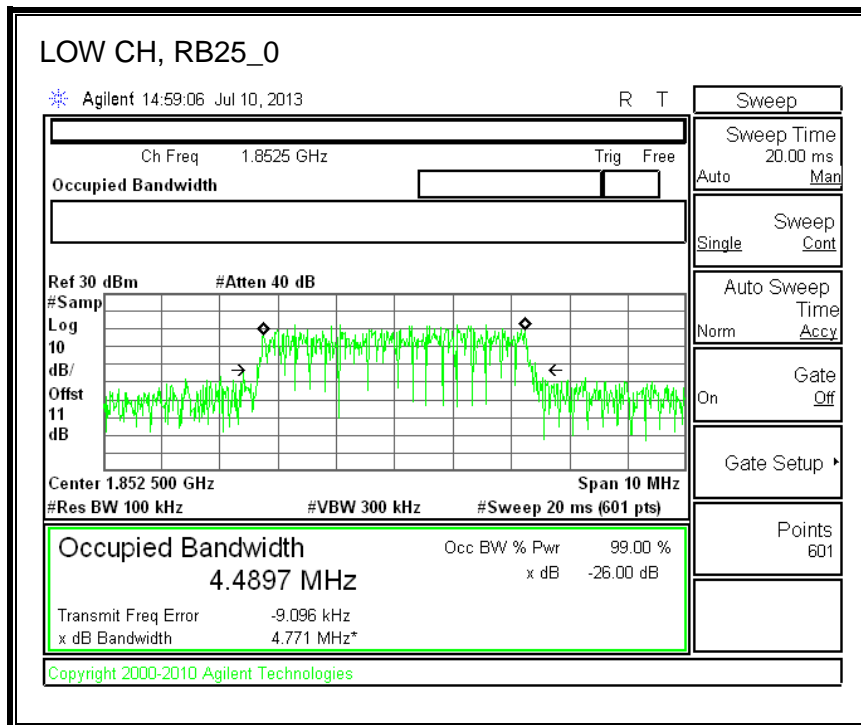 LOW CH, RB25_0
Agilent 14:59:06 Jul 10, 2013 R T
Ch Freq 1.8525 GHz Trig Free
Occupied Bandwidth
Ref 30 dBm #Atten 40 dB
#Samp
Log
10
dB/
Offst
11
dB
Center 1.852 500 GHz Span 10 MHz
#Res BW 100 kHz #VBW 300 kHz #Sweep 20 ms (601 pts)
Occupied Bandwidth Occ BW % Pwr 99.00 %
4.4897 MHz x dB -26.00 dB
Transmit Freq Error -9.096 kHz
x dB Bandwidth 4.771 MHz*
Copyright 2000-2010 Agilent Technologies
Sweep
Sweep Time
20.00 ms
Auto Man
Sweep
Single Cont
Auto Sweep
Time
Norm Accy
Gate
On Off
Gate Setup
Points
601